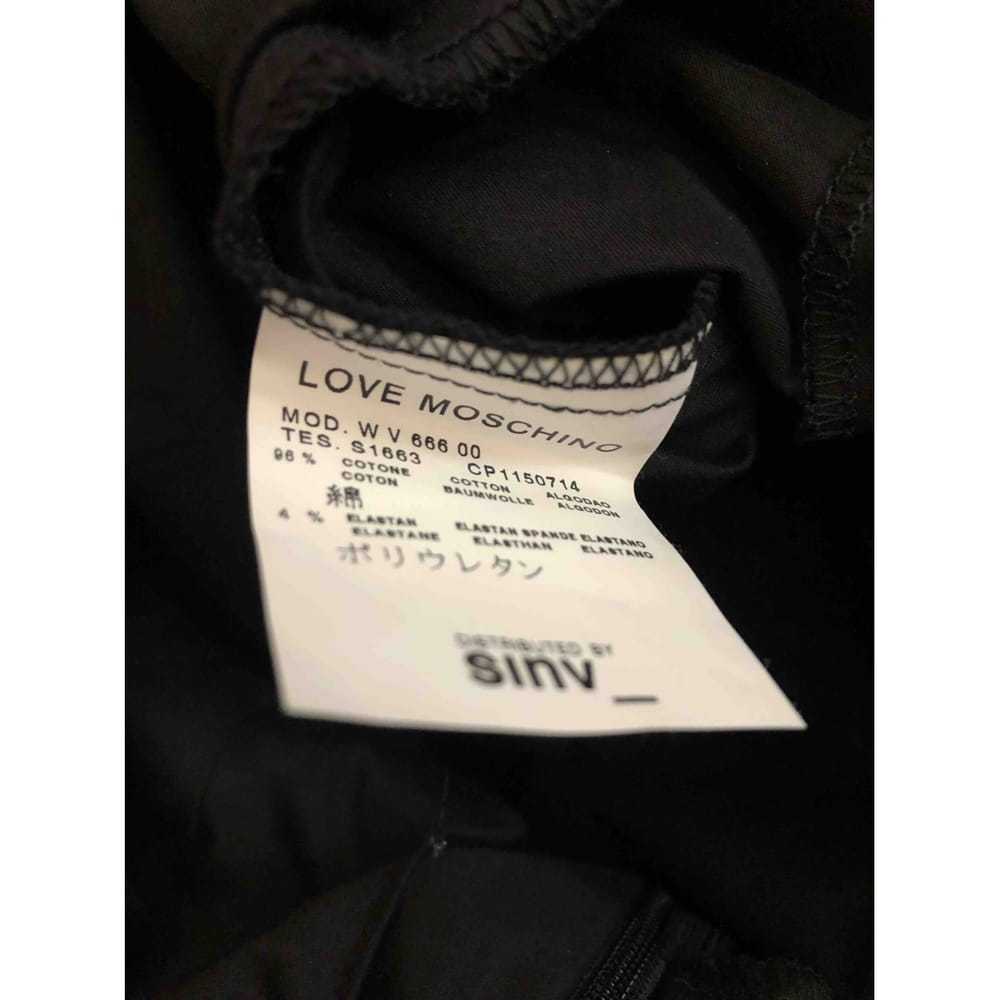 LOVE MOSCHINO
MOD. W V 666 00
TES. S1663 CP1150714
96 % COTONE COTTON ALGODAO
COTON BAUMWOLLE ALGODON
綿
4 % ELASTAN ELASTAN SPANDE ELASTANO
ELASTANE ELASTHAN ELASTANO
ポリウレタン
DISTRIBUTED BY
sinv_